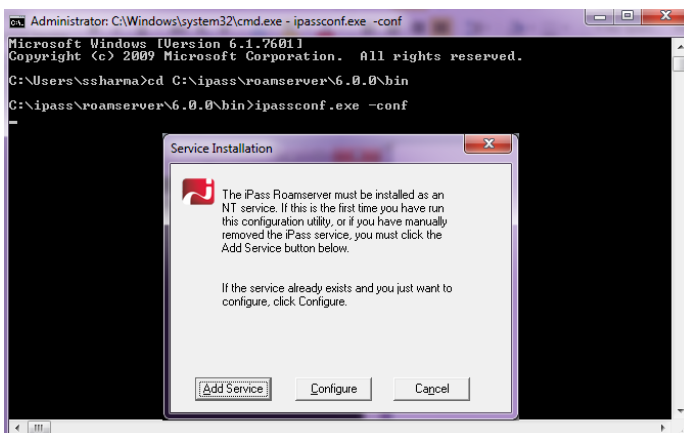 Administrator: C:\Windows\system32\cmd.exe - ipassconf.exe -conf
Microsoft Windows [Version 6.1.7601]
Copyright (c) 2009 Microsoft Corporation.  All rights reserved.
C:\Users\ssharma>cd C:\ipass\roamserver\6.0.0\bin
C:\ipass\roamserver\6.0.0\bin>ipassconf.exe -conf
Service Installation
The iPass Roamserver must be installed as an
NT service. If this is the first time you have run
this configuration utility, or if you have manually
removed the iPass service, you must click the
Add Service button below.
If the service already exists and you just want to
configure, click Configure.
Add Service
Configure
Cancel